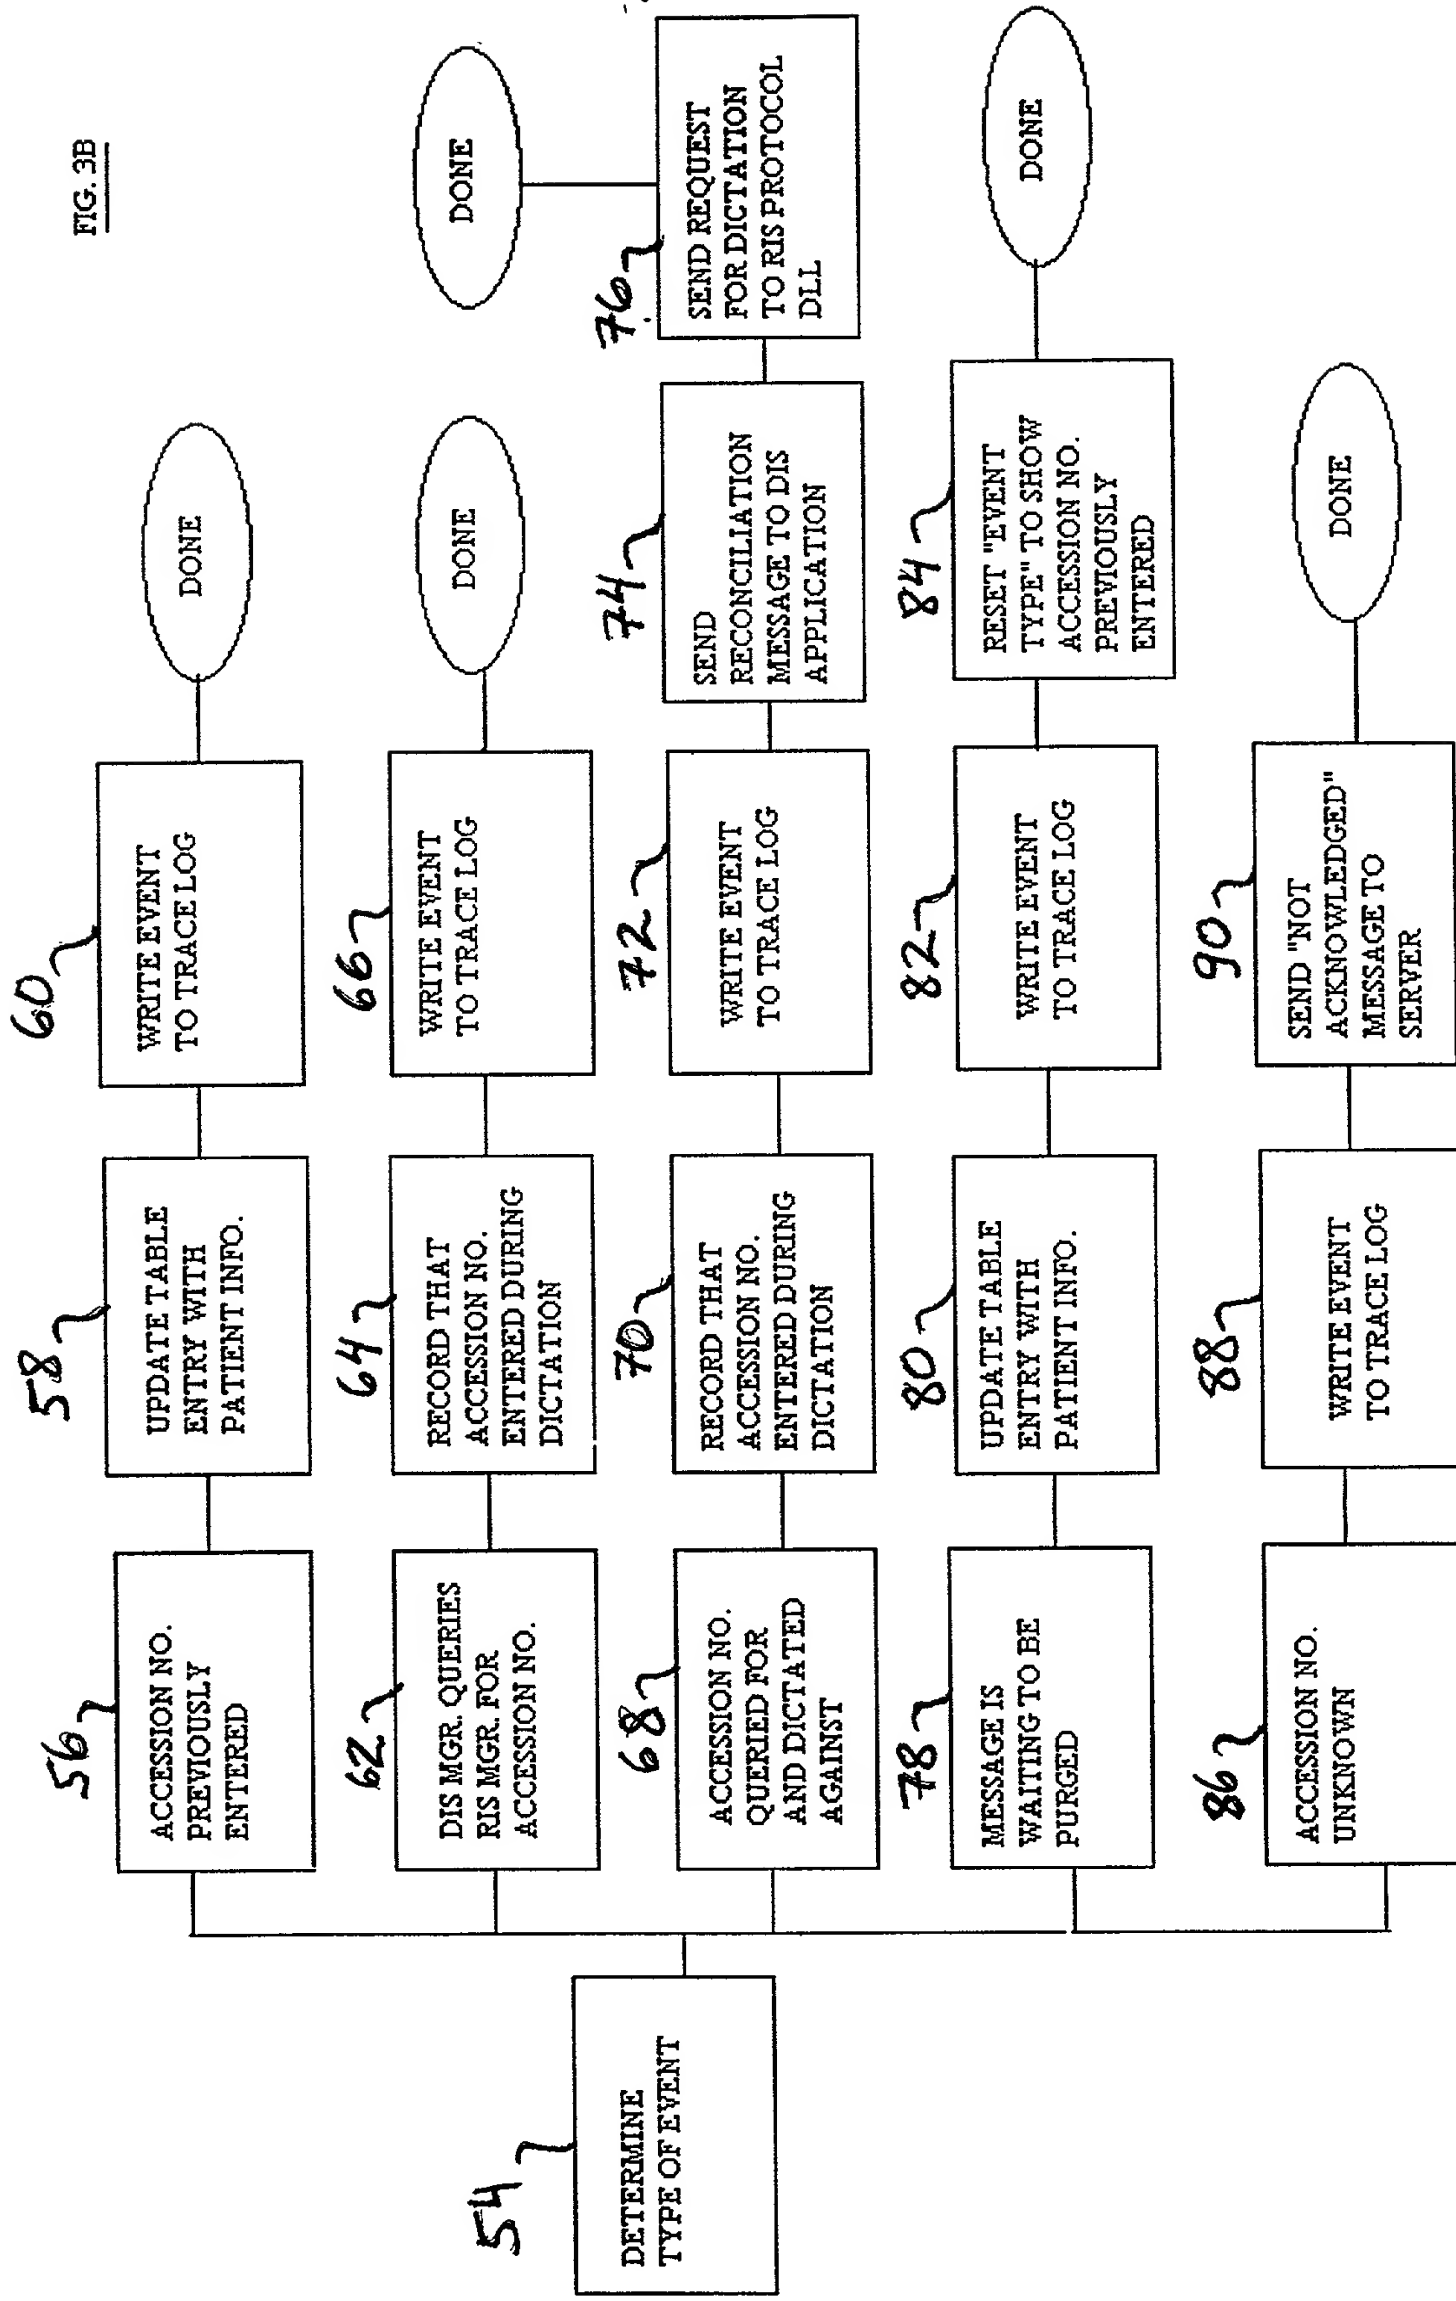 FIG. 3B
54
DETERMINE
TYPE OF EVENT
56
ACCESSION NO.
PREVIOUSLY
ENTERED
58
UPDATE TABLE
ENTRY WITH
PATIENT INFO.
60
WRITE EVENT
TO TRACE LOG
DONE
62
DIS MGR. QUERIES
RIS MGR. FOR
ACCESSION NO.
64
RECORD THAT
ACCESSION NO.
ENTERED DURING
DICTATION
66
WRITE EVENT
TO TRACE LOG
DONE
68
ACCESSION NO.
QUERIED FOR
AND DICTATED
AGAINST
70
RECORD THAT
ACCESSION NO.
ENTERED DURING
DICTATION
72
WRITE EVENT
TO TRACE LOG
74
SEND
RECONCILIATION
MESSAGE TO DIS
APPLICATION
76
SEND REQUEST
FOR DICTATION
TO RIS PROTOCOL
DLL
DONE
78
MESSAGE IS
WAITING TO BE
PURGED
80
UPDATE TABLE
ENTRY WITH
PATIENT INFO.
82
WRITE EVENT
TO TRACE LOG
84
RESET "EVENT
TYPE" TO SHOW
ACCESSION NO.
PREVIOUSLY
ENTERED
DONE
86
ACCESSION NO.
UNKNOWN
88
WRITE EVENT
TO TRACE LOG
90
SEND "NOT
ACKNOWLEDGED"
MESSAGE TO
SERVER
DONE